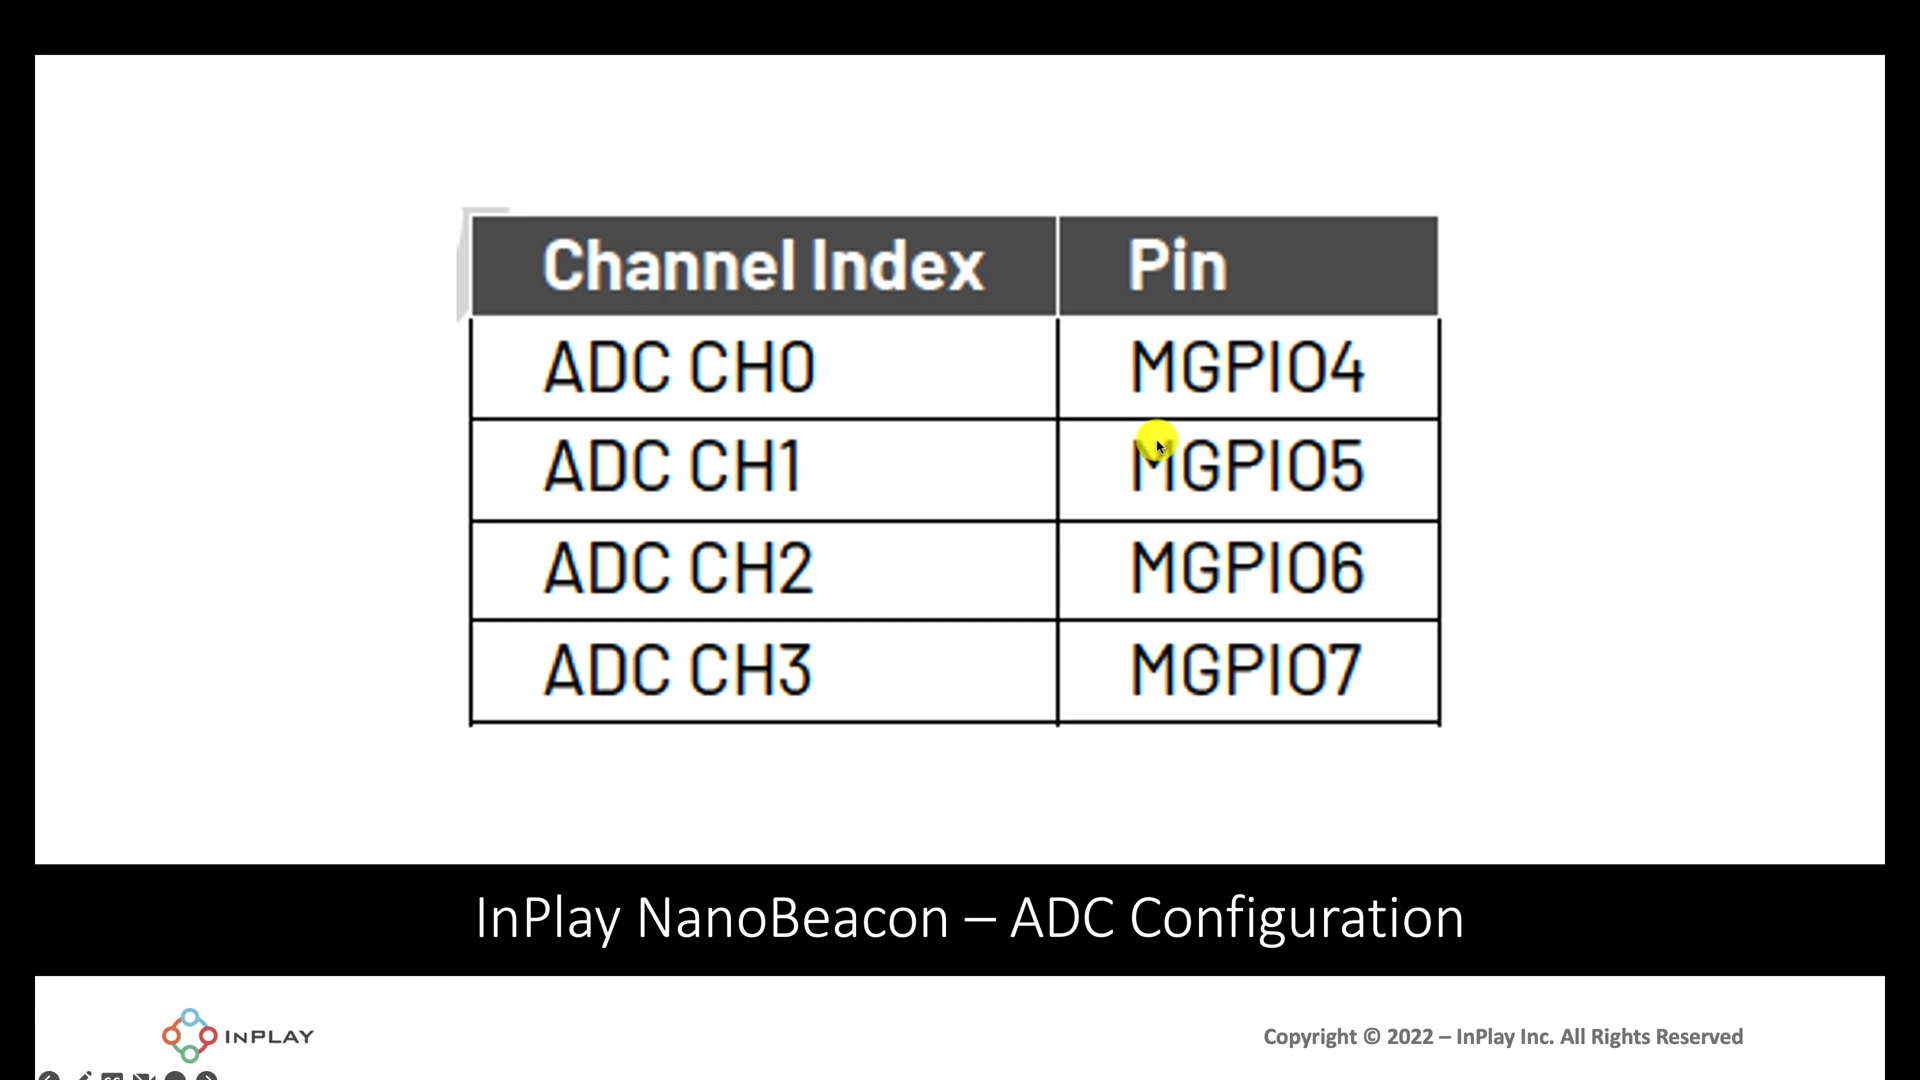 Channel Index Pin
ADC CH0 MGPIO4
ADC CH1 MGPIO5
ADC CH2 MGPIO6
ADC CH3 MGPIO7
InPlay NanoBeacon – ADC Configuration
INPLAY
Copyright © 2022 – InPlay Inc. All Rights Reserved